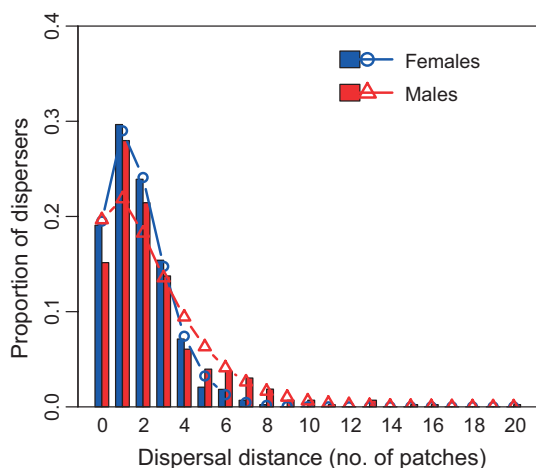 0.4
0.3
0.2
0.1
0.0
Proportion of dispersers
Females
Males
0 2 4 6 8 10 12 14 16 18 20
Dispersal distance (no. of patches)